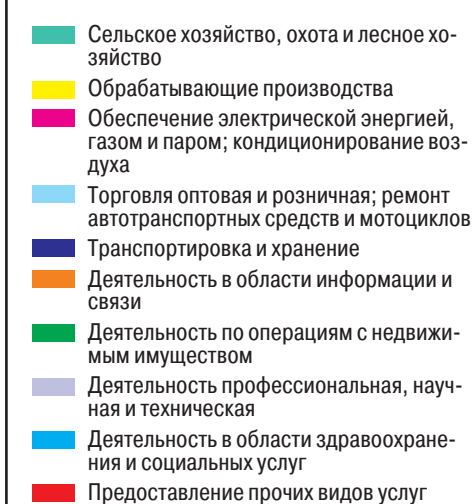 Сельское хозяйство, охота и лесное хо-
зяйство
Обрабатывающие производства
Обеспечение электрической энергией,
газом и паром; кондиционирование воз-
духа
Торговля оптовая и розничная; ремонт
автотранспортных средств и мотоциклов
Транспортировка и хранение
Деятельность в области информации и
связи
Деятельность по операциям с недвижи-
мым имуществом
Деятельность профессиональная, науч-
ная и техническая
Деятельность в области здравоохране-
ния и социальных услуг
Предоставление прочих видов услуг